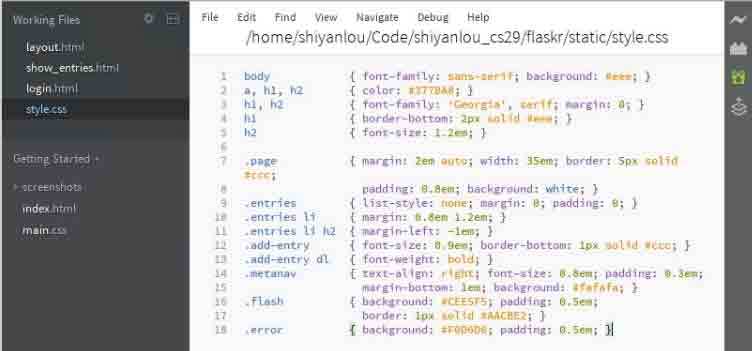 Working Files
layout.html
show_entries.html
login.html
style.css
Getting Started
screenshots
index.html
main.css
File Edit Find View Navigate Debug Help
/home/shiyanlou/Code/shiyanlou_cs29/flaskr/static/style.css
1 body { font-family: sans-serif; background: #eee; }
2 a, h1, h2 { color: #377BA8; }
3 h1, h2 { font-family: 'Georgia', serif; margin: 0; }
4 h1 { border-bottom: 2px solid #eee; }
5 h2 { font-size: 1.2em; }
6
7 .page { margin: 2em auto; width: 35em; border: 5px solid
#ccc;
8 padding: 0.8em; background: white; }
9 .entries { list-style: none; margin: 0; padding: 0; }
10 .entries li { margin: 0.8em 1.2em; }
11 .entries li h2 { margin-left: -1em; }
12 .add-entry { font-size: 0.9em; border-bottom: 1px solid #ccc; }
13 .add-entry dl { font-weight: bold; }
14 .metanav { text-align: right; font-size: 0.8em; padding: 0.3em;
15 margin-bottom: 1em; background: #fafafa; }
16 .flash { background: #CEE5F5; padding: 0.5em;
17 border: 1px solid #AACBE2; }
18 .error { background: #F0D6D6; padding: 0.5em; }